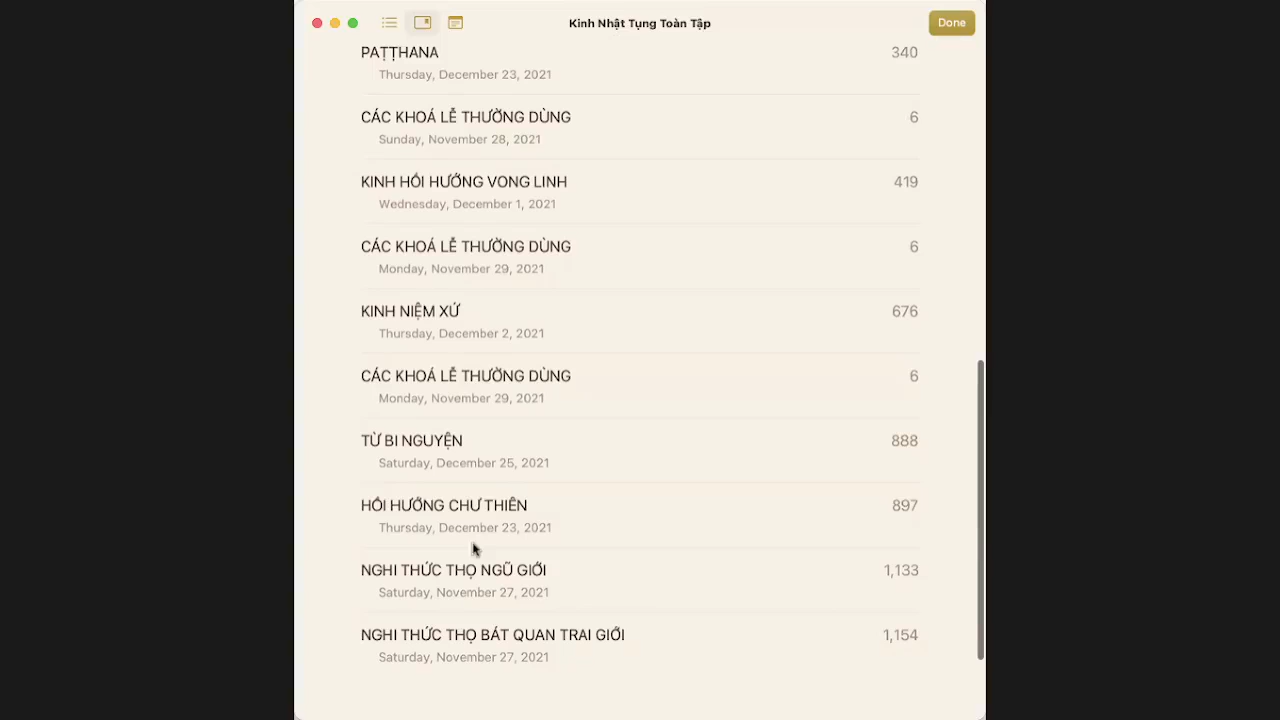 Kinh Nhật Tụng Toàn Tập
Done
PAṬṬHANA
340
Thursday, December 23, 2021
CÁC KHOÁ LỄ THƯỜNG DÙNG
6
Sunday, November 28, 2021
KINH HỒI HƯỚNG VONG LINH
419
Wednesday, December 1, 2021
CÁC KHOÁ LỄ THƯỜNG DÙNG
6
Monday, November 29, 2021
KINH NIỆM XỨ
676
Thursday, December 2, 2021
CÁC KHOÁ LỄ THƯỜNG DÙNG
6
Monday, November 29, 2021
TỪ BI NGUYỆN
888
Saturday, December 25, 2021
HỒI HƯỚNG CHƯ THIÊN
897
Thursday, December 23, 2021
NGHI THỨC THỌ NGŨ GIỚI
1,133
Saturday, November 27, 2021
NGHI THỨC THỌ BÁT QUAN TRAI GIỚI
1,154
Saturday, November 27, 2021